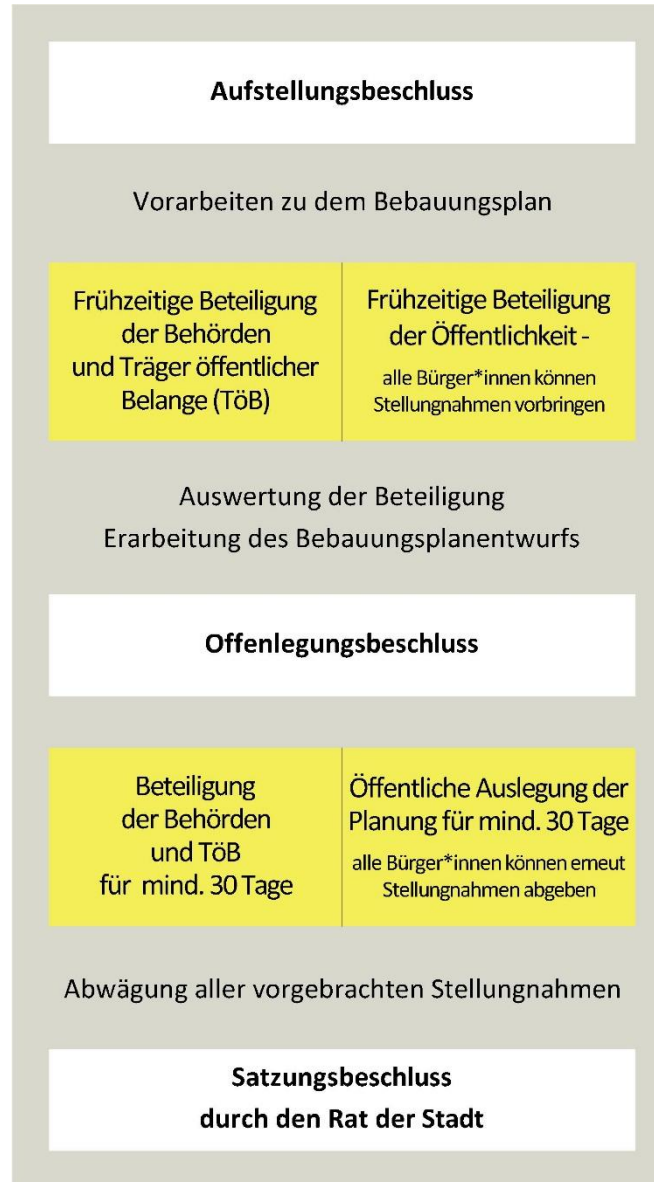 Aufstellungsbeschluss
Vorarbeiten zu dem Bebauungsplan
Frühzeitige Beteiligung
der Behörden
und Träger öffentlicher
Belange (TöB)
Frühzeitige Beteiligung
der Öffentlichkeit -
alle Bürger*innen können
Stellungnahmen vorbringen
Auswertung der Beteiligung
Erarbeitung des Bebauungsplanentwurfs
Offenlegungsbeschluss
Beteiligung
der Behörden
und TöB
für mind. 30 Tage
Öffentliche Auslegung der
Planung für mind. 30 Tage
alle Bürger*innen können erneut
Stellungnahmen abgeben
Abwägung aller vorgebrachten Stellungnahmen
Satzungsbeschluss
durch den Rat der Stadt